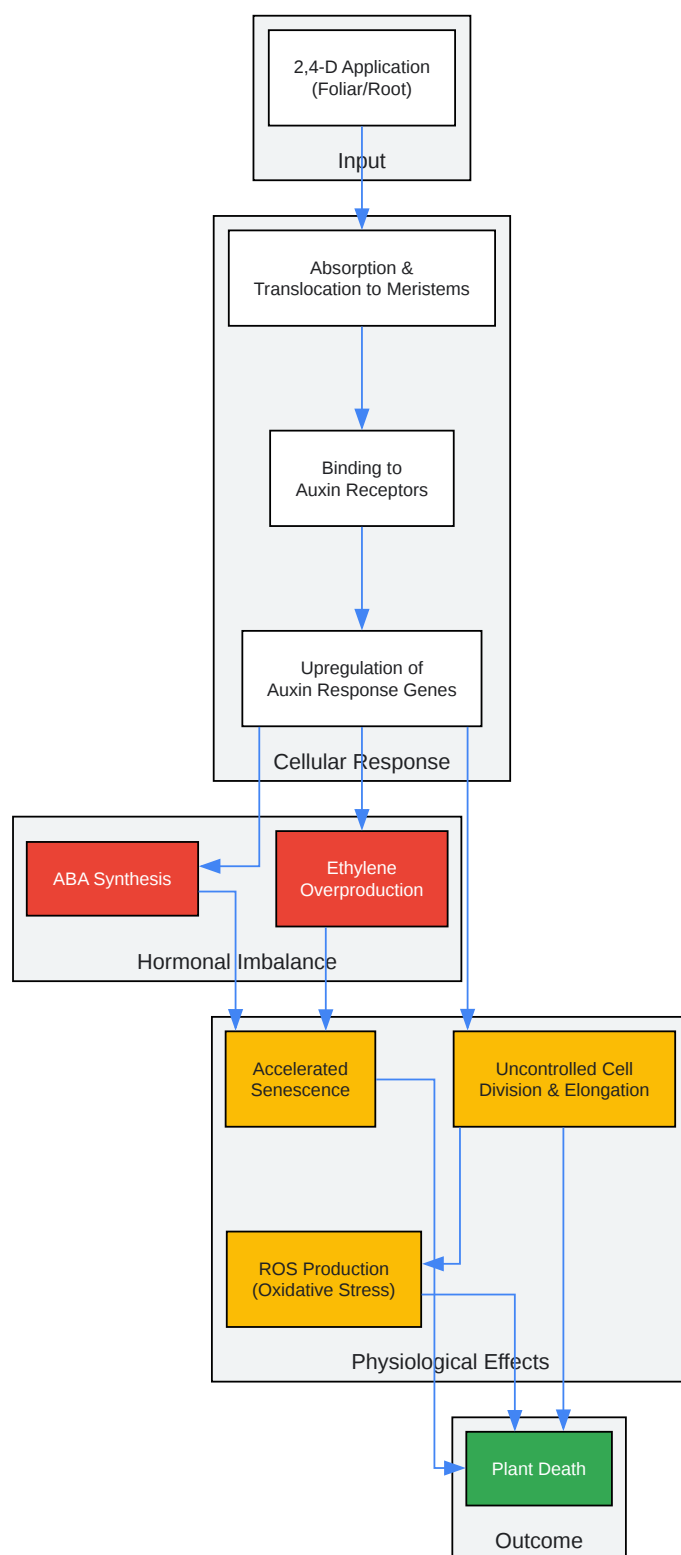 2,4-D Application
(Foliar/Root)
Input
Absorption &
Translocation to Meristems
Binding to
Auxin Receptors
Upregulation of
Auxin Response Genes
Cellular Response
ABA Synthesis
Ethylene
Overproduction
Hormonal Imbalance
Accelerated
Senescence
Uncontrolled Cell
Division & Elongation
ROS Production
(Oxidative Stress)
Physiological Effects
Plant Death
Outcome